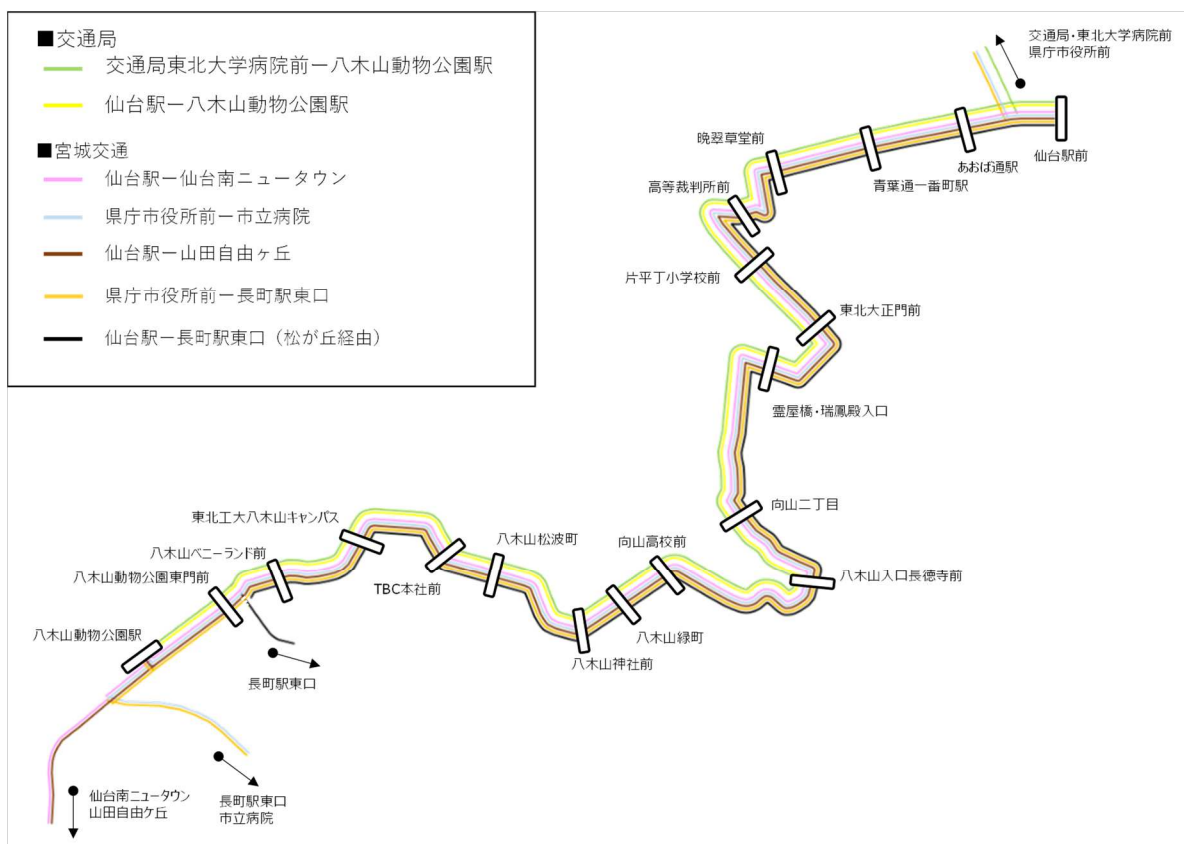 ■交通局
交通局東北大学病院前ー八木山動物公園駅
仙台駅ー八木山動物公園駅
■宮城交通
仙台駅ー仙台南ニュータウン
県庁市役所前ー市立病院
仙台駅ー山田自由ヶ丘
県庁市役所前ー長町駅東口
仙台駅ー長町駅東口（松が丘経由）
交通局・東北大学病院前
県庁市役所前
仙台駅前
あおば通駅
青葉通一番町駅
晩翠草堂前
高等裁判所前
片平丁小学校前
東北大正門前
霊屋橋・瑞鳳殿入口
向山二丁目
八木山入口長徳寺前
向山高校前
八木山緑町
八木山神社前
八木山松波町
TBC本社前
東北工大八木山キャンパス
八木山ベニーランド前
八木山動物公園東門前
八木山動物公園駅
長町駅東口
長町駅東口
市立病院
仙台南ニュータウン
山田自由ケ丘